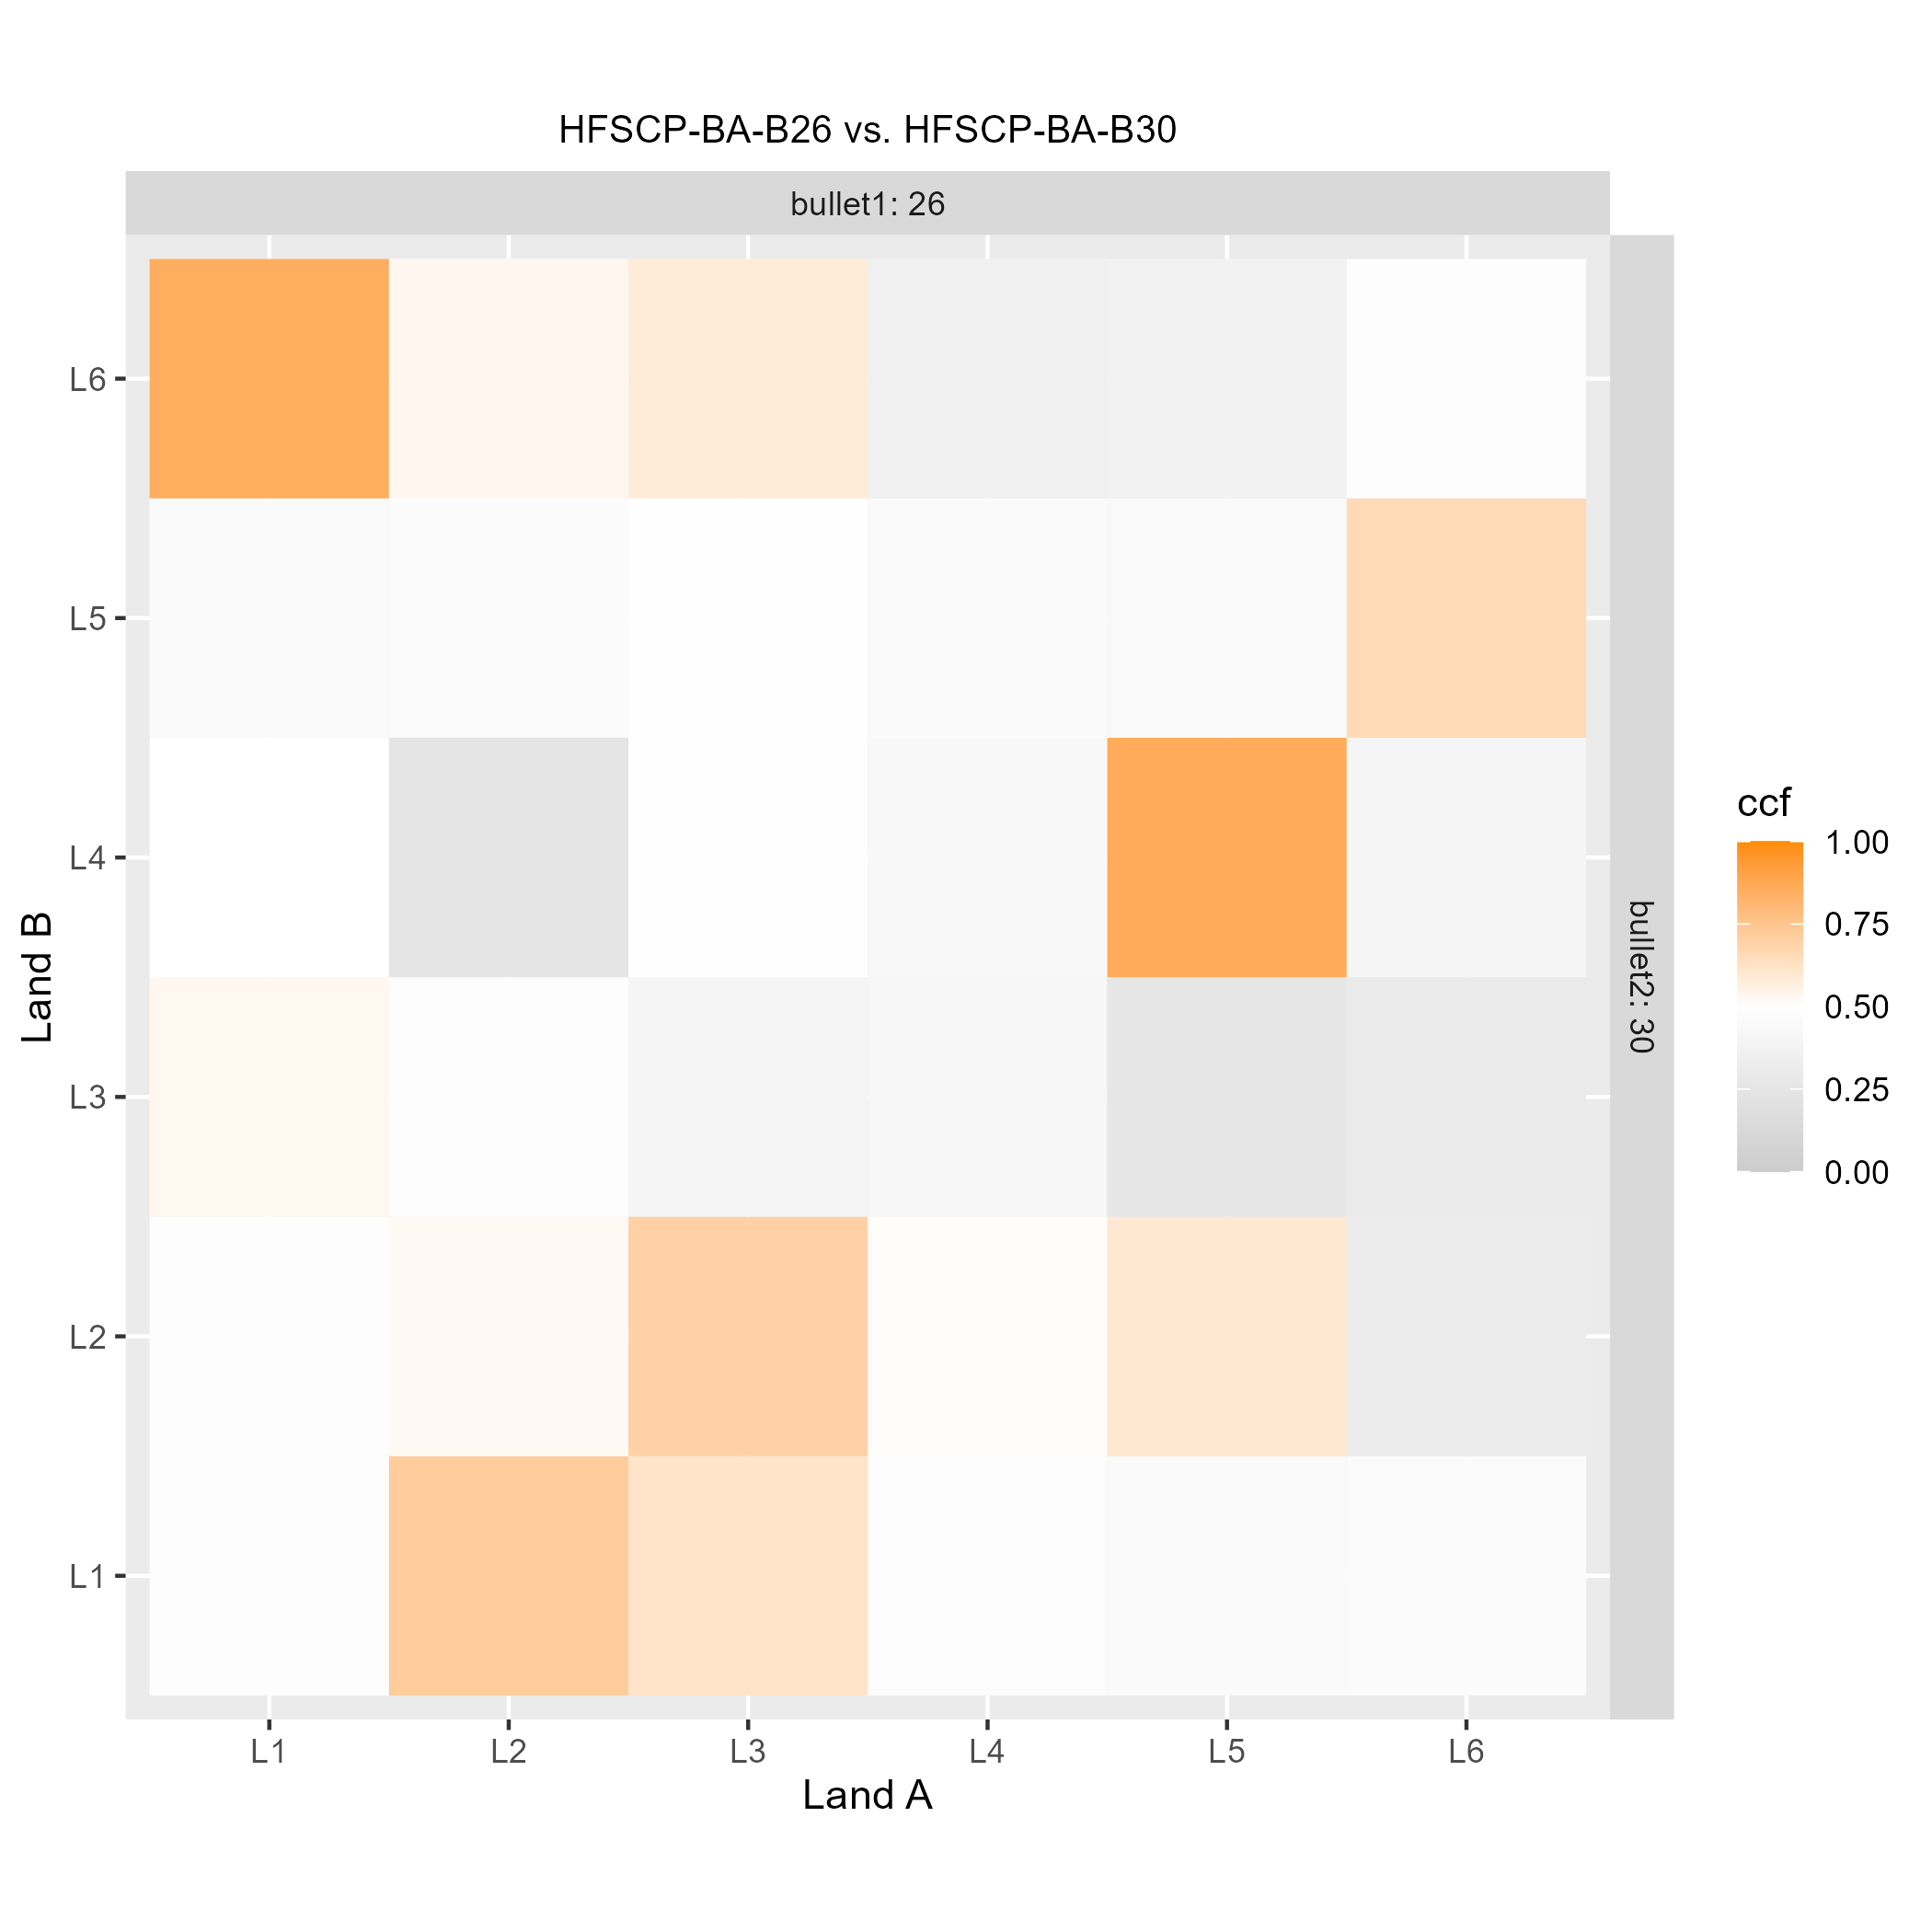 HFSCP-BA-B26 vs. HFSCP-BA-B30
bullet1: 26
L6
L5
L4
L3
L2
L1
Land B
bullet2: 30
L1 L2 L3 L4 L5 L6
Land A
ccf
1.00
0.75
0.50
0.25
0.00